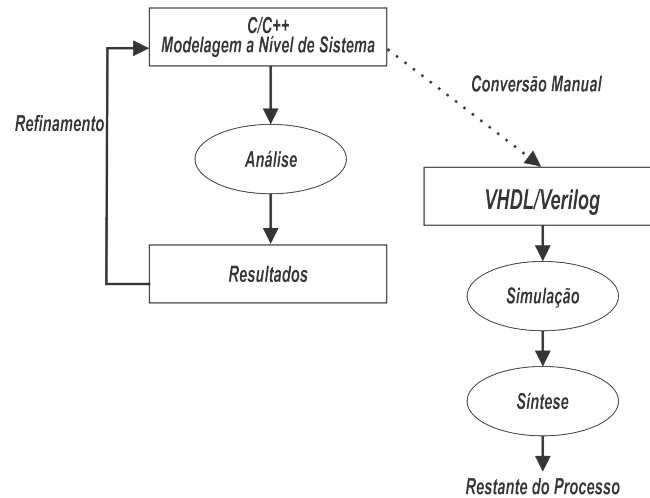 C/C++
Modelagem a Nível de Sistema
Conversão Manual
Refinamento
Análise
VHDL/Verilog
Resultados
Simulação
Síntese
Restante do Processo